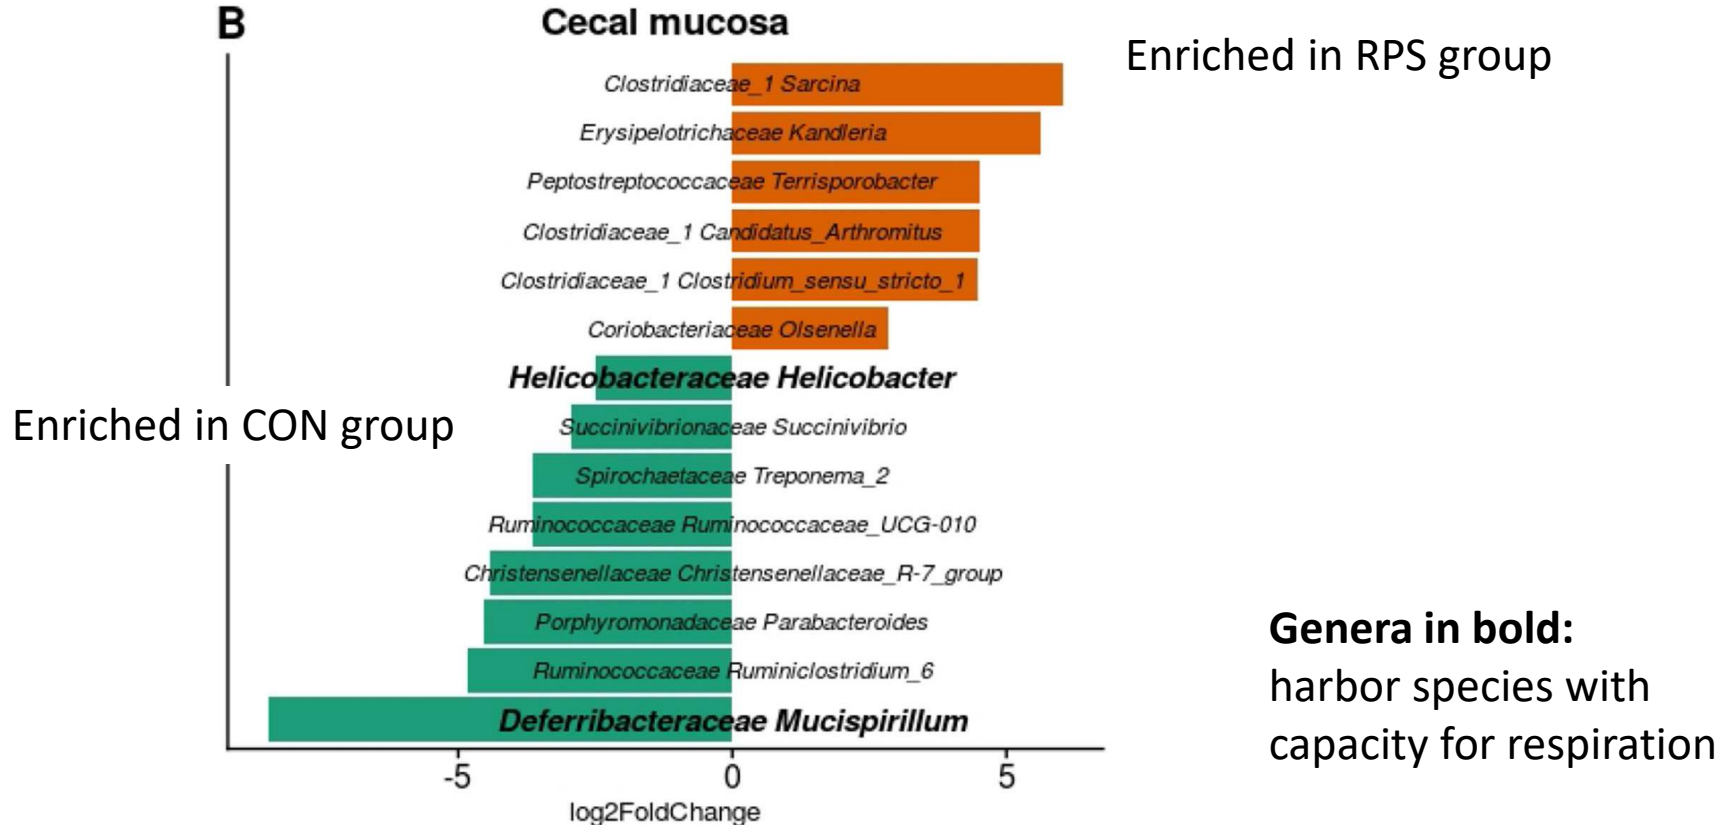 B
Cecal mucosa
Enriched in RPS group
Clostridiaceae_1 Sarcina
Erysipelotrichaceae Kandleria
Peptostreptococcaceae Terrisporobacter
Clostridiaceae_1 Candidatus_Arthromitus
Clostridiaceae_1 Clostridium_sensu_stricto_1
Coriobacteriaceae Olsenella
Helicobacteraceae Helicobacter
Enriched in CON group
Succinivibrionaceae Succinivibrio
Spirochaetaceae Treponema_2
Ruminococcaceae Ruminococcaceae_UCG-010
Christensenellaceae Christensenellaceae_R-7_group
Porphyromonadaceae Parabacteroides
Ruminococcaceae Ruminiclostridium_6
Deferribacteraceae Mucispirillum
-5 0 5
log2FoldChange
Genera in bold:
harbor species with
capacity for respiration